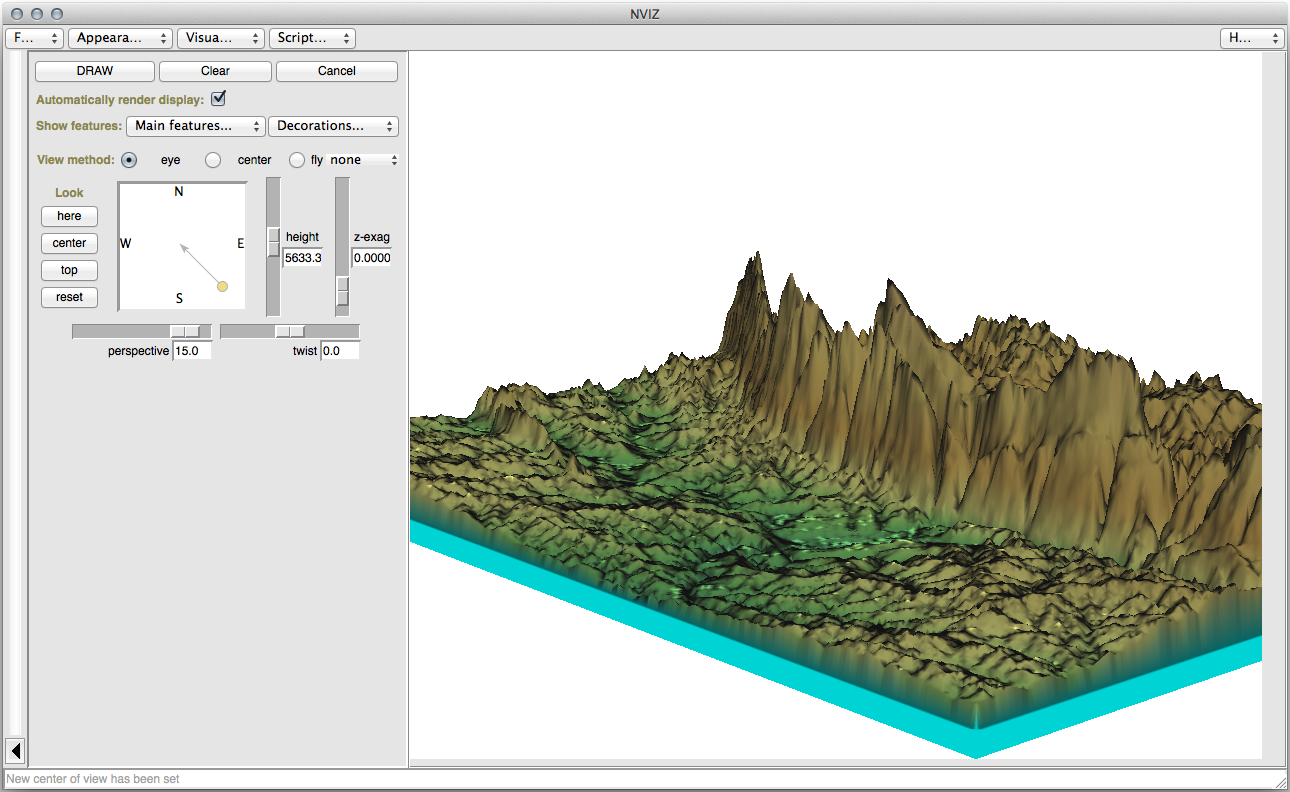 NVIZ
F... Appeara... Visua... Script... H...
DRAW Clear Cancel
Automatically render display:
Show features: Main features... Decorations...
View method: eye center fly none
Look
here
center
top
reset
N
W E
S
height
5633.3
z-exag
0.0000
perspective 15.0
twist 0.0
New center of view has been set